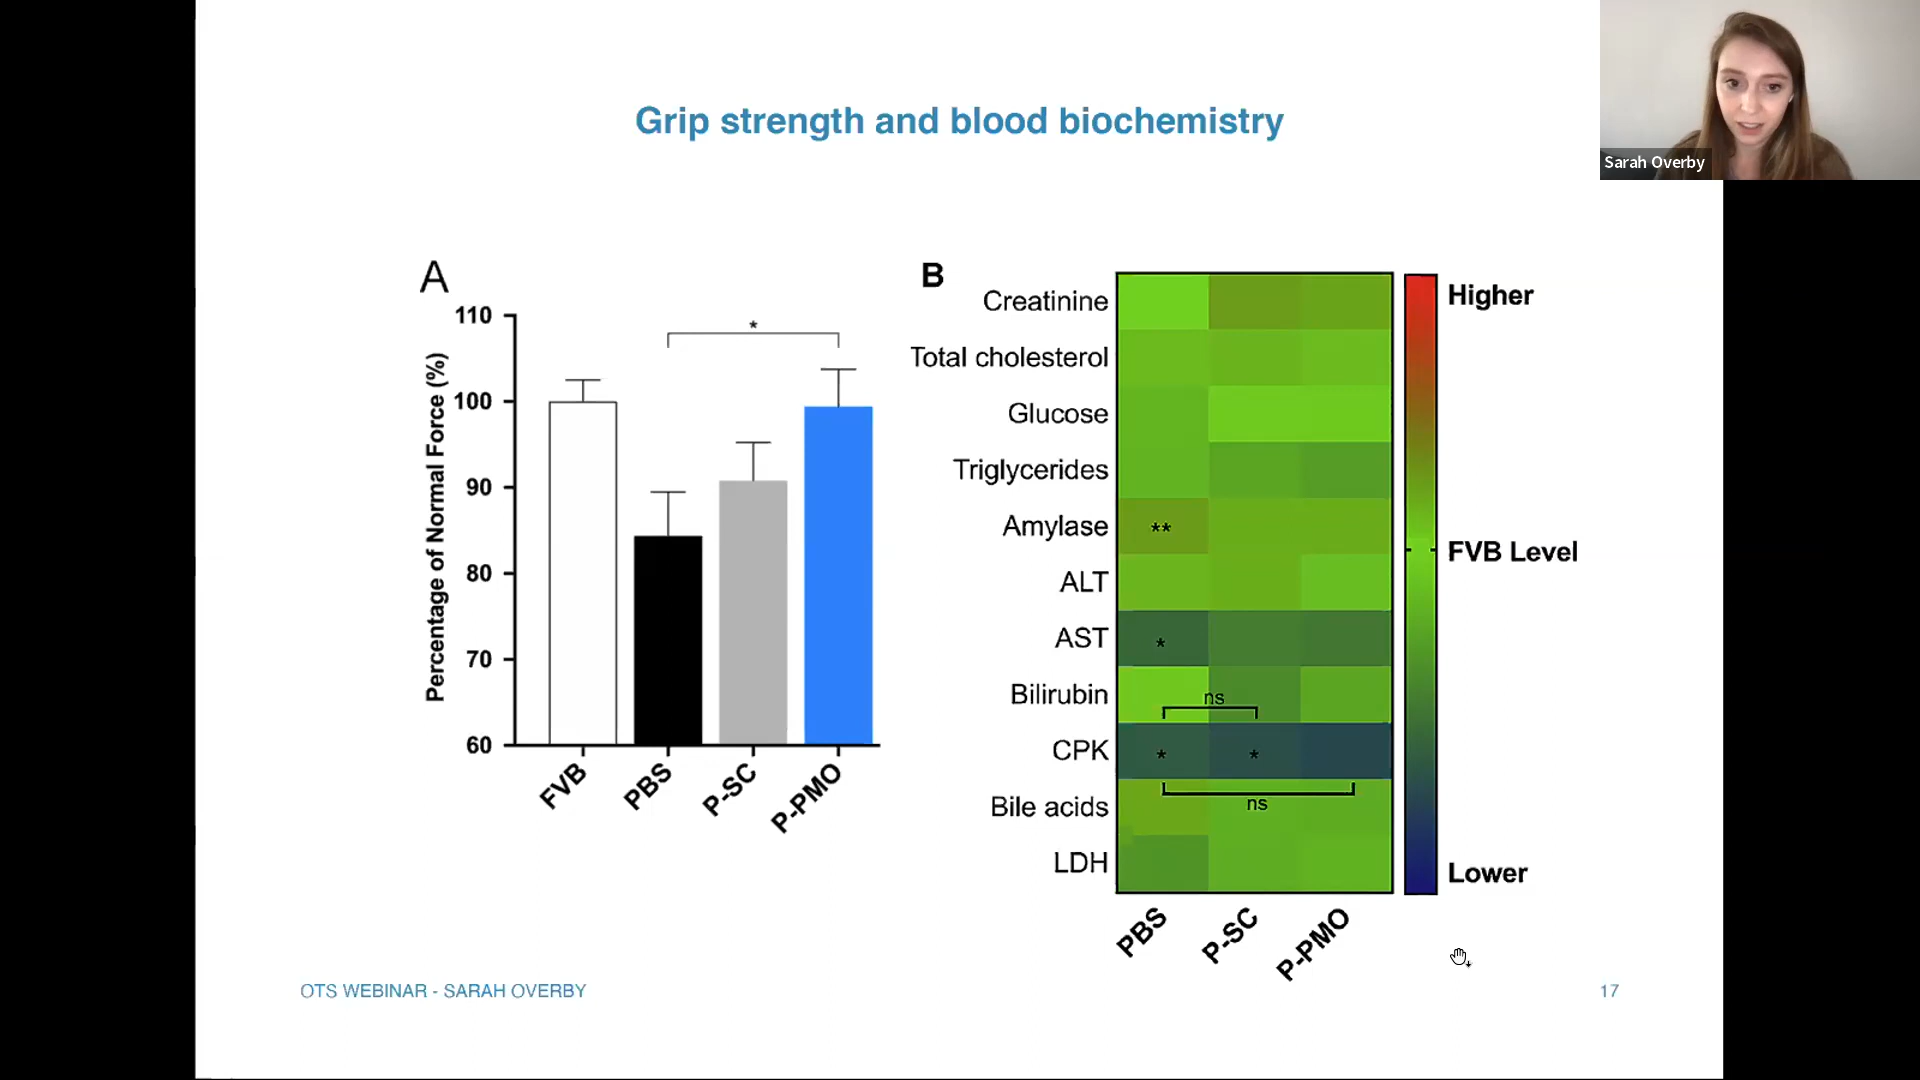 Grip strength and blood biochemistry
Sarah Overby
A
Percentage of Normal Force (%)
110
100
90
80
70
60
*
FVB
PBS
P-SC
P-PMO
B
Creatinine
Total cholesterol
Glucose
Triglycerides
Amylase
**
ALT
AST
*
Bilirubin
ns
CPK
*
*
Bile acids
ns
LDH
PBS
P-SC
P-PMO
Higher
FVB Level
Lower
OTS WEBINAR - SARAH OVERBY
17